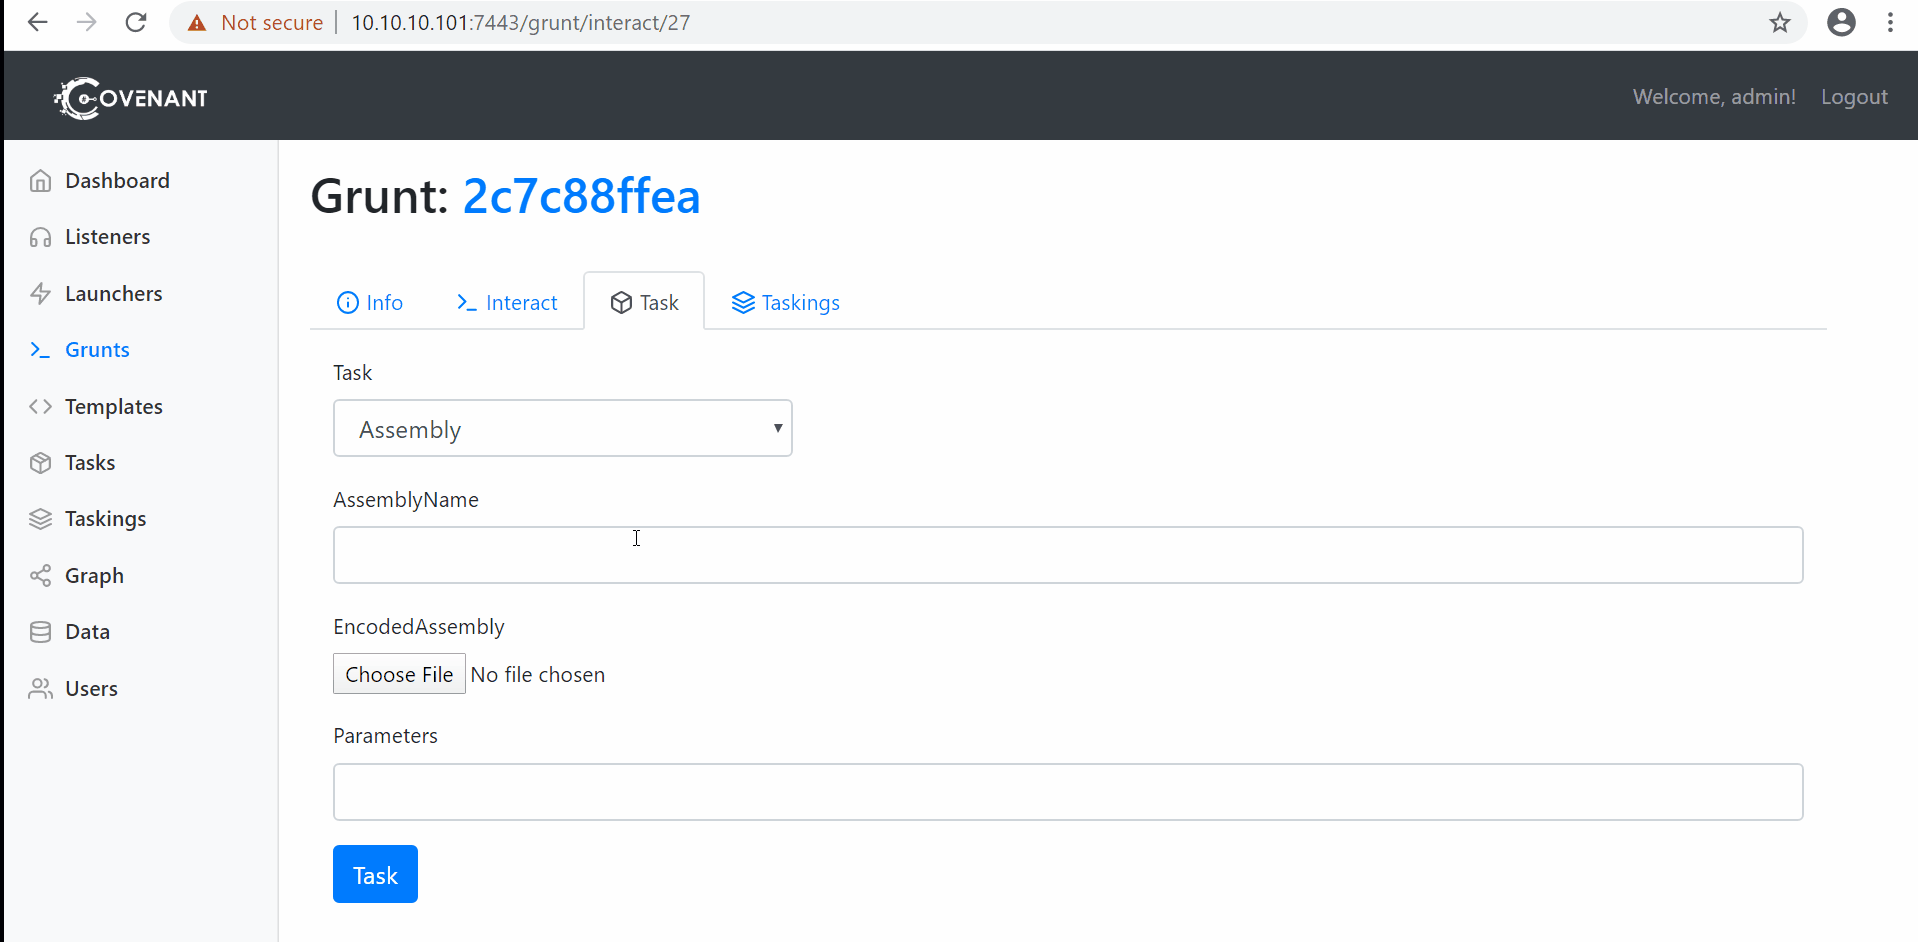 Not secure | 10.10.10.101:7443/grunt/interact/27
COVENANT
Welcome, admin! Logout
Dashboard
Listeners
Launchers
Grunts
Templates
Tasks
Taskings
Graph
Data
Users
Grunt: 2c7c88ffea
Info Interact Task Taskings
Task
Assembly
AssemblyName
EncodedAssembly
Choose File No file chosen
Parameters
Task